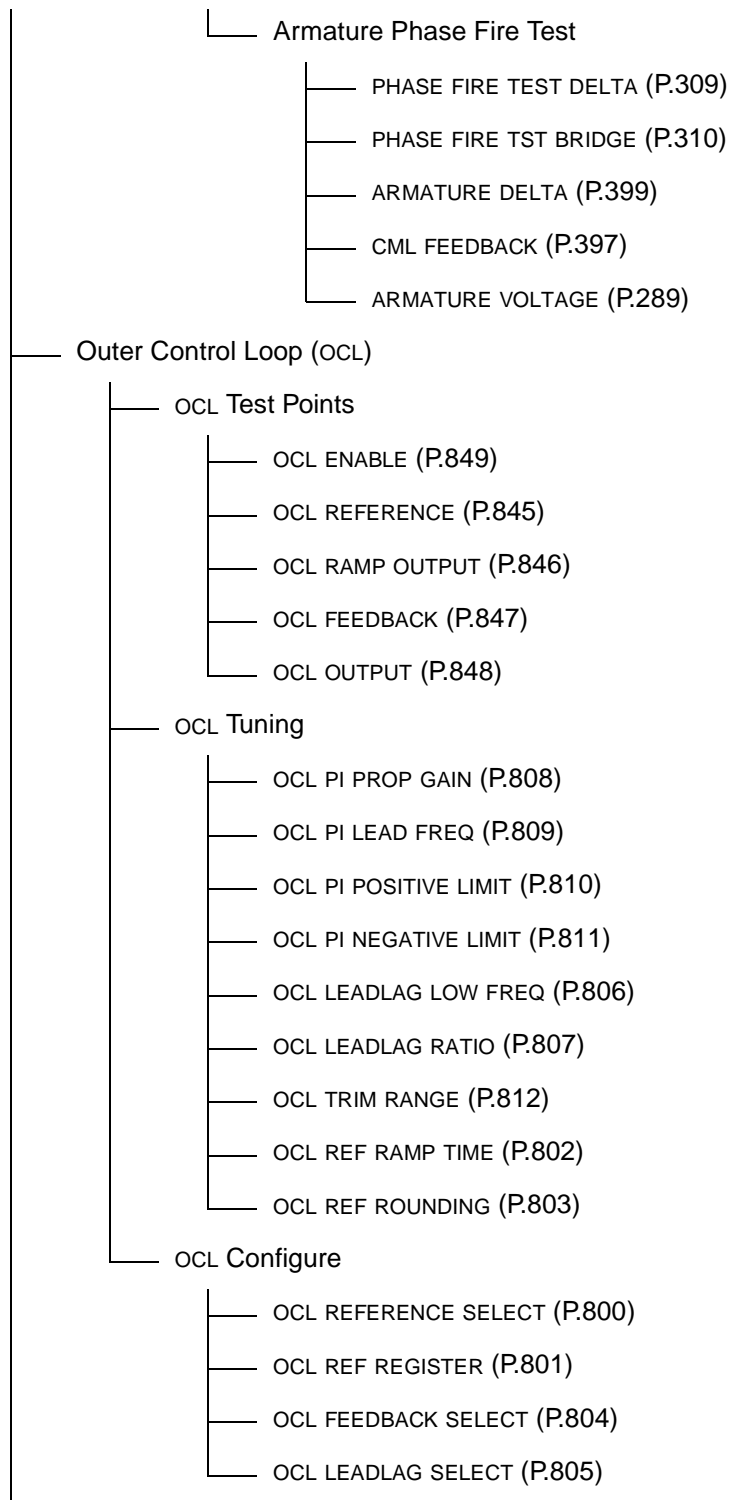 Armature Phase Fire Test
PHASE FIRE TEST DELTA (P.309)
PHASE FIRE TST BRIDGE (P.310)
ARMATURE DELTA (P.399)
CML FEEDBACK (P.397)
ARMATURE VOLTAGE (P.289)
Outer Control Loop (OCL)
OCL Test Points
OCL ENABLE (P.849)
OCL REFERENCE (P.845)
OCL RAMP OUTPUT (P.846)
OCL FEEDBACK (P.847)
OCL OUTPUT (P.848)
OCL Tuning
OCL PI PROP GAIN (P.808)
OCL PI LEAD FREQ (P.809)
OCL PI POSITIVE LIMIT (P.810)
OCL PI NEGATIVE LIMIT (P.811)
OCL LEADLAG LOW FREQ (P.806)
OCL LEADLAG RATIO (P.807)
OCL TRIM RANGE (P.812)
OCL REF RAMP TIME (P.802)
OCL REF ROUNDING (P.803)
OCL Configure
OCL REFERENCE SELECT (P.800)
OCL REF REGISTER (P.801)
OCL FEEDBACK SELECT (P.804)
OCL LEADLAG SELECT (P.805)